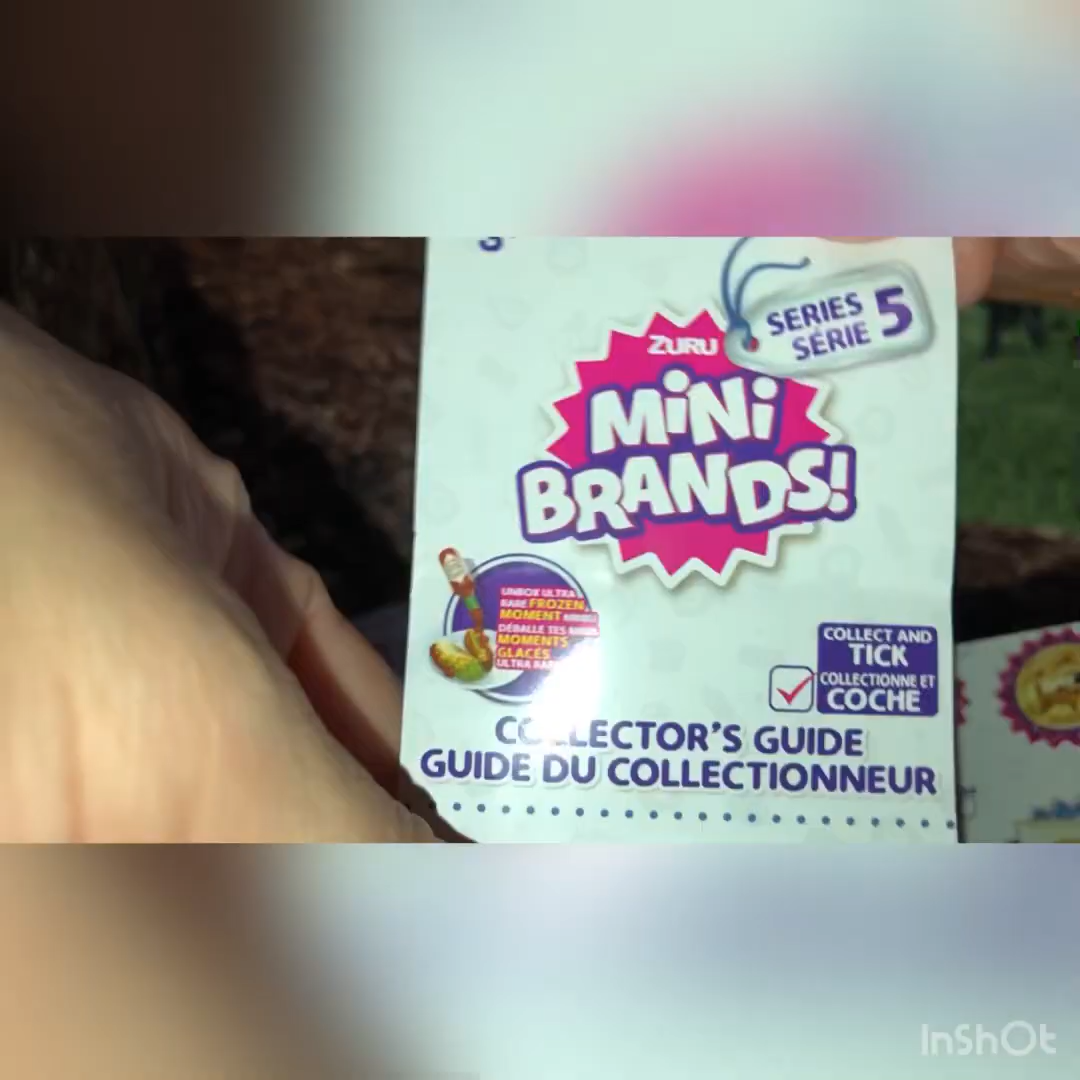 SERIES 5
SÉRIE
ZURU
MiNi
BRANDS!
UNBOX ULTRA
RARE FROZEN
MOMENT
DÉBALLE TES
MOMENTS
GLACÉS
ULTRA
COLLECT AND
TICK
COLLECTIONNE ET
COCHE
COLLECTOR'S GUIDE
GUIDE DU COLLECTIONNEUR
InShOt